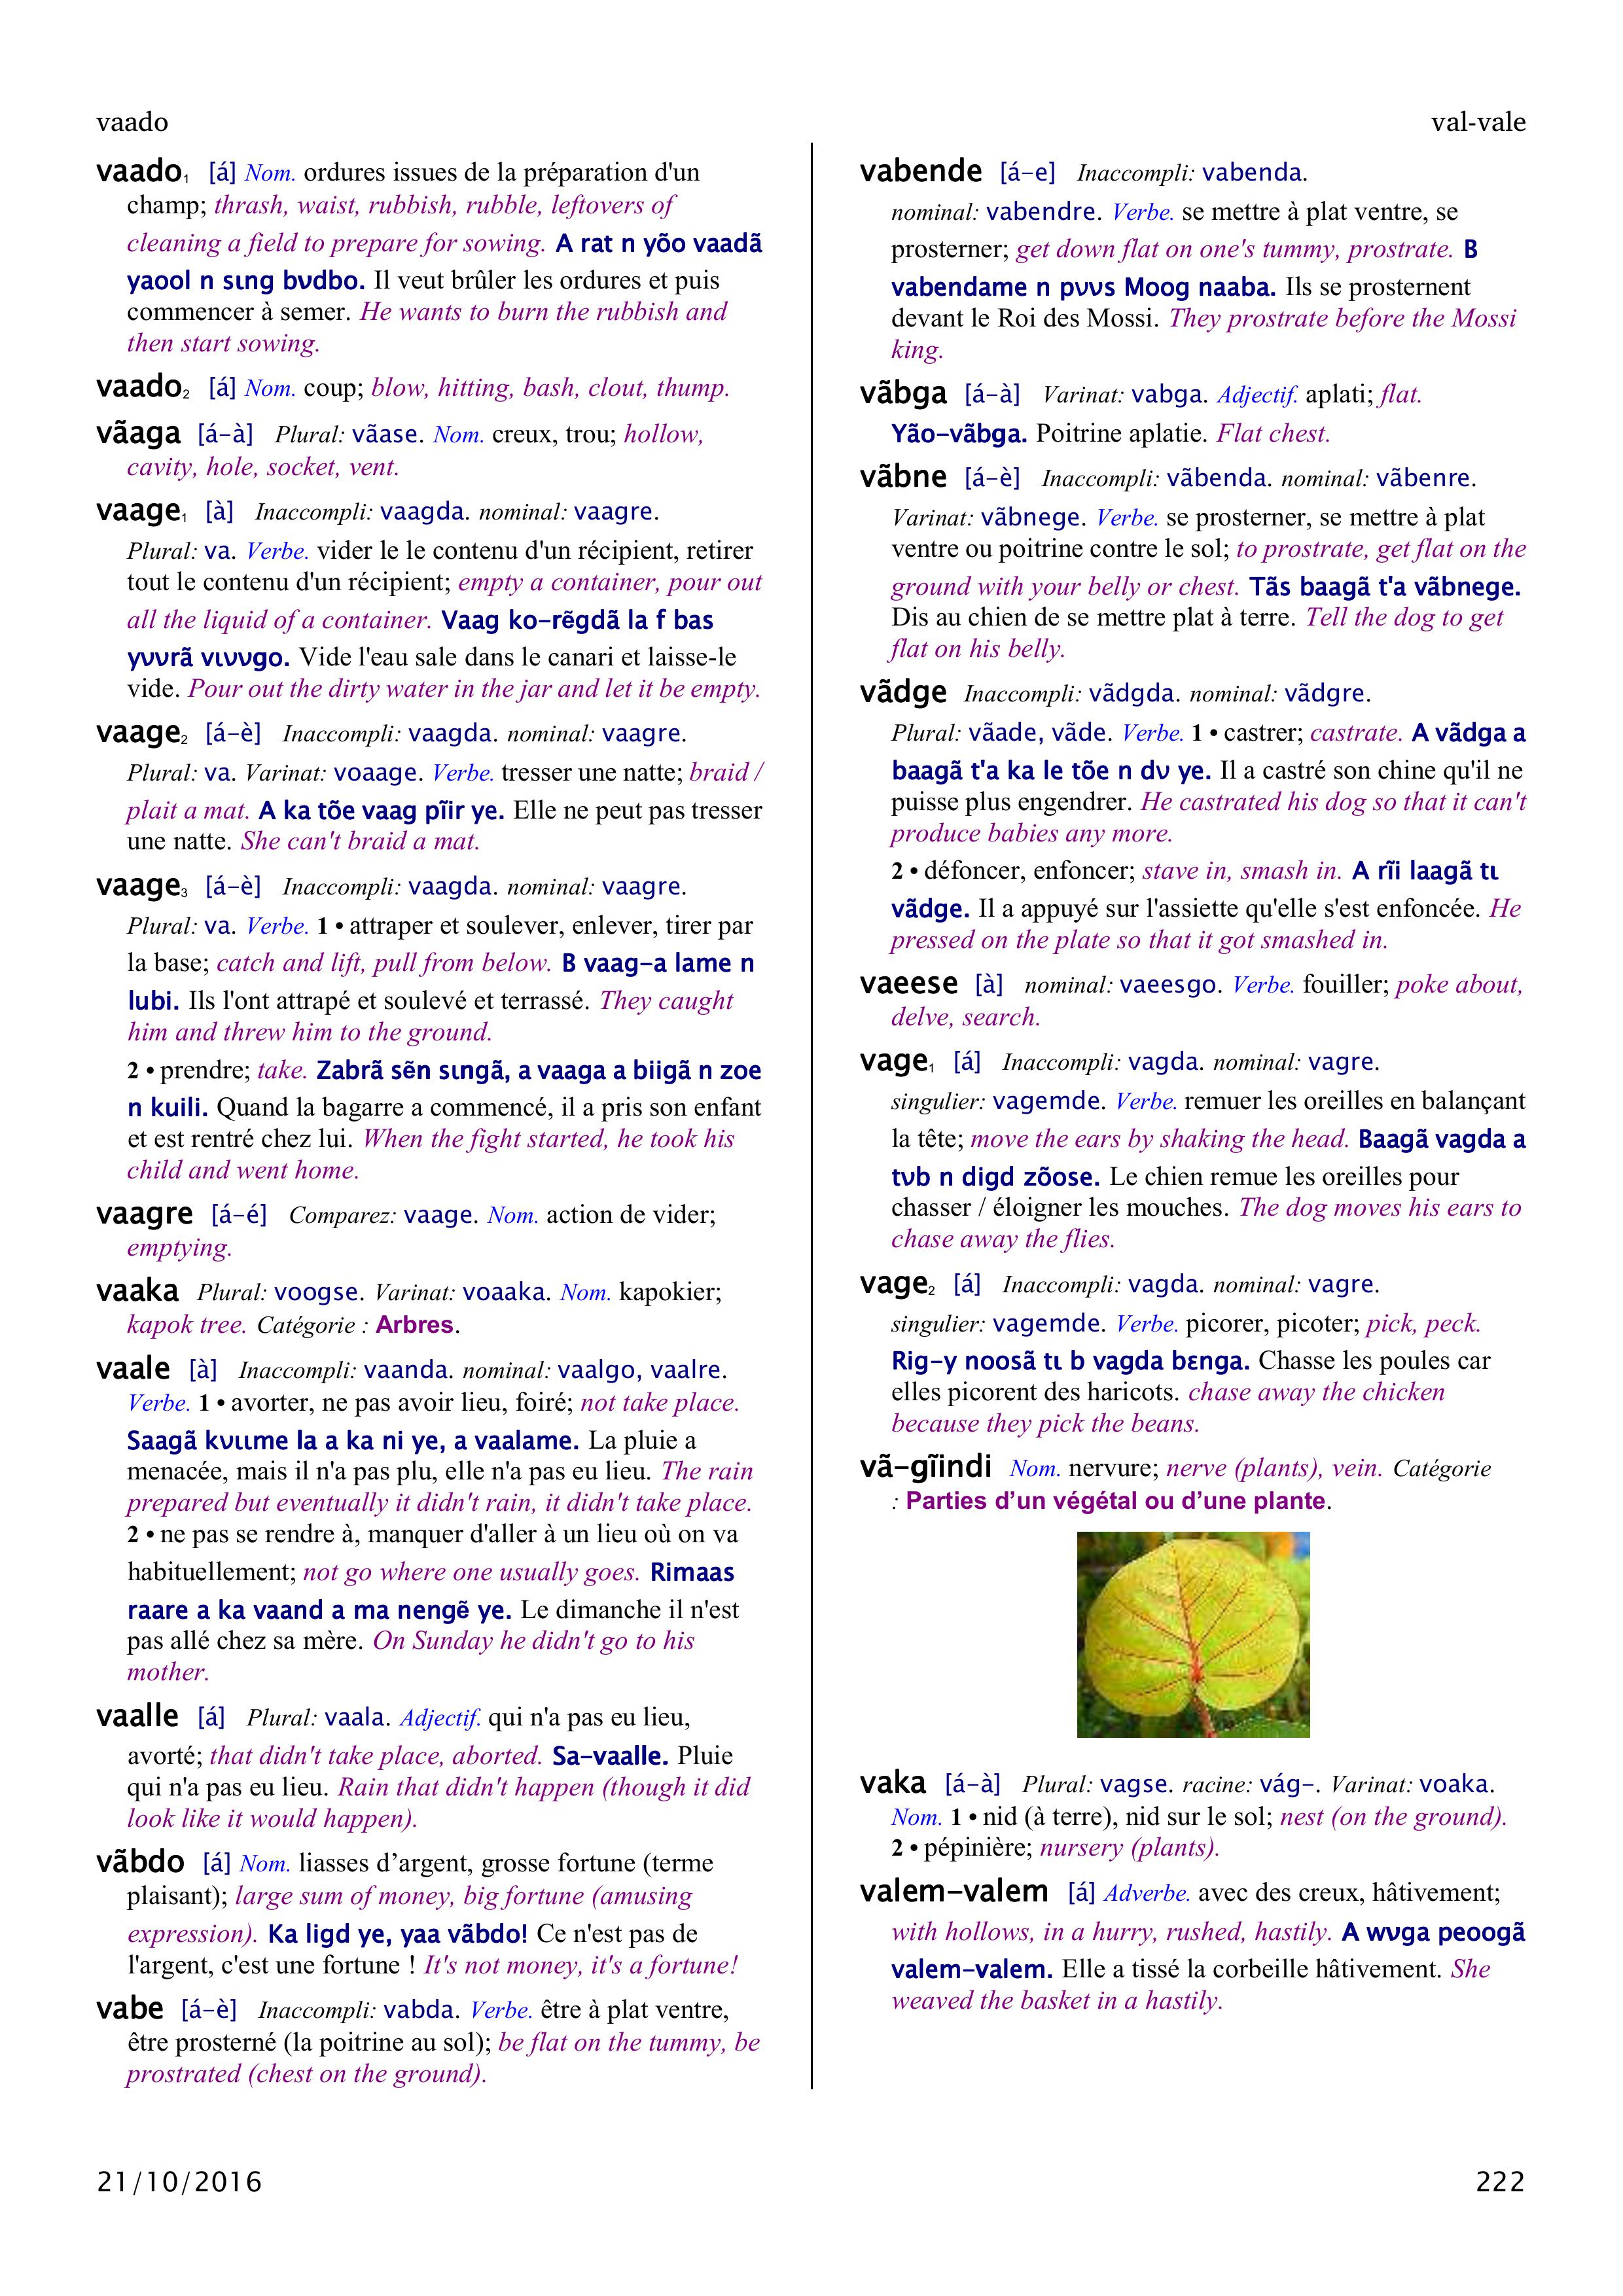 vaado
val-vale
vaado₁ [á] Nom. ordures issues de la préparation d'un
champ; thrash, waist, rubbish, rubble, leftovers of
cleaning a field to prepare for sowing. A rat n yõo vaadã
yaool n sɩng bʋdbo. Il veut brûler les ordures et puis
commencer à semer. He wants to burn the rubbish and
then start sowing.
vaado₂ [á] Nom. coup; blow, hitting, bash, clout, thump.
vãaga [á-à] Plural: vãase. Nom. creux, trou; hollow,
cavity, hole, socket, vent.
vaage₁ [à] Inaccompli: vaagda. nominal: vaagre.
Plural: va. Verbe. vider le le contenu d'un récipient, retirer
tout le contenu d'un récipient; empty a container, pour out
all the liquid of a container. Vaag ko-rẽgdã la f bas
yʋʋrã vɩʋʋgo. Vide l'eau sale dans le canari et laisse-le
vide. Pour out the dirty water in the jar and let it be empty.
vaage₂ [á-è] Inaccompli: vaagda. nominal: vaagre.
Plural: va. Varinat: voaage. Verbe. tresser une natte; braid /
plait a mat. A ka tõe vaag pĩir ye. Elle ne peut pas tresser
une natte. She can't braid a mat.
vaage₃ [á-è] Inaccompli: vaagda. nominal: vaagre.
Plural: va. Verbe. 1 • attraper et soulever, enlever, tirer par
la base; catch and lift, pull from below. B vaag-a lame n
lubi. Ils l'ont attrapé et soulevé et terrassé. They caught
him and threw him to the ground.
2 • prendre; take. Zabrã sẽn sɩngã, a vaaga a biigã n zoe
n kuili. Quand la bagarre a commencé, il a pris son enfant
et est rentré chez lui. When the fight started, he took his
child and went home.
vaagre [á-é] Comparez: vaage. Nom. action de vider;
emptying.
vaaka Plural: voogse. Varinat: voaaka. Nom. kapokier;
kapok tree. Catégorie : Arbres.
vaale [à] Inaccompli: vaanda. nominal: vaalgo, vaalre.
Verbe. 1 • avorter, ne pas avoir lieu, foiré; not take place.
Saagã kʋɩɩme la a ka ni ye, a vaalame. La pluie a
menacée, mais il n'a pas plu, elle n'a pas eu lieu. The rain
prepared but eventually it didn't rain, it didn't take place.
2 • ne pas se rendre à, manquer d'aller à un lieu où on va
habituellement; not go where one usually goes. Rimaas
raare a ka vaand a ma nengẽ ye. Le dimanche il n'est
pas allé chez sa mère. On Sunday he didn't go to his
mother.
vaalle [á] Plural: vaala. Adjectif. qui n'a pas eu lieu,
avorté; that didn't take place, aborted. Sa-vaalle. Pluie
qui n'a pas eu lieu. Rain that didn't happen (though it did
look like it would happen).
vãbdo [á] Nom. liasses d’argent, grosse fortune (terme
plaisant); large sum of money, big fortune (amusing
expression). Ka ligd ye, yaa vãbdo! Ce n'est pas de
l'argent, c'est une fortune ! It's not money, it's a fortune!
vabe [á-è] Inaccompli: vabda. Verbe. être à plat ventre,
être prosterné (la poitrine au sol); be flat on the tummy, be
prostrated (chest on the ground).
vabende [á-e] Inaccompli: vabenda.
nominal: vabendre. Verbe. se mettre à plat ventre, se
prosterner; get down flat on one's tummy, prostrate. B
vabendame n pʋʋs Moog naaba. Ils se prosternent
devant le Roi des Mossi. They prostrate before the Mossi
king.
vãbga [á-à] Varinat: vabga. Adjectif. aplati; flat.
Yão-vãbga. Poitrine aplatie. Flat chest.
vãbne [á-è] Inaccompli: vãbenda. nominal: vãbenre.
Varinat: vãbnege. Verbe. se prosterner, se mettre à plat
ventre ou poitrine contre le sol; to prostrate, get flat on the
ground with your belly or chest. Tãs baagã t'a vãbnege.
Dis au chien de se mettre plat à terre. Tell the dog to get
flat on his belly.
vãdge Inaccompli: vãdgda. nominal: vãdgre.
Plural: vãade, vãde. Verbe. 1 • castrer; castrate. A vãdga a
baagã t'a ka le tõe n dʋ ye. Il a castré son chine qu'il ne
puisse plus engendrer. He castrated his dog so that it can't
produce babies any more.
2 • défoncer, enfoncer; stave in, smash in. A rĩi laagã tɩ
vãdge. Il a appuyé sur l'assiette qu'elle s'est enfoncée. He
pressed on the plate so that it got smashed in.
vaeese [à] nominal: vaeesgo. Verbe. fouiller; poke about,
delve, search.
vage₁ [á] Inaccompli: vagda. nominal: vagre.
singulier: vagemde. Verbe. remuer les oreilles en balançant
la tête; move the ears by shaking the head. Baagã vagda a
tʋb n digd zõose. Le chien remue les oreilles pour
chasser / éloigner les mouches. The dog moves his ears to
chase away the flies.
vage₂ [á] Inaccompli: vagda. nominal: vagre.
singulier: vagemde. Verbe. picorer, picoter; pick, peck.
Rig-y noosã tɩ b vagda bɛnga. Chasse les poules car
elles picorent des haricots. chase away the chicken
because they pick the beans.
vã-gĩindi Nom. nervure; nerve (plants), vein. Catégorie
: Parties d’un végétal ou d’une plante.
vaka [á-à] Plural: vagse. racine: vág-. Varinat: voaka.
Nom. 1 • nid (à terre), nid sur le sol; nest (on the ground).
2 • pépinière; nursery (plants).
valem-valem [á] Adverbe. avec des creux, hâtivement;
with hollows, in a hurry, rushed, hastily. A wʋga peoogã
valem-valem. Elle a tissé la corbeille hâtivement. She
weaved the basket in a hastily.
21/10/2016
222